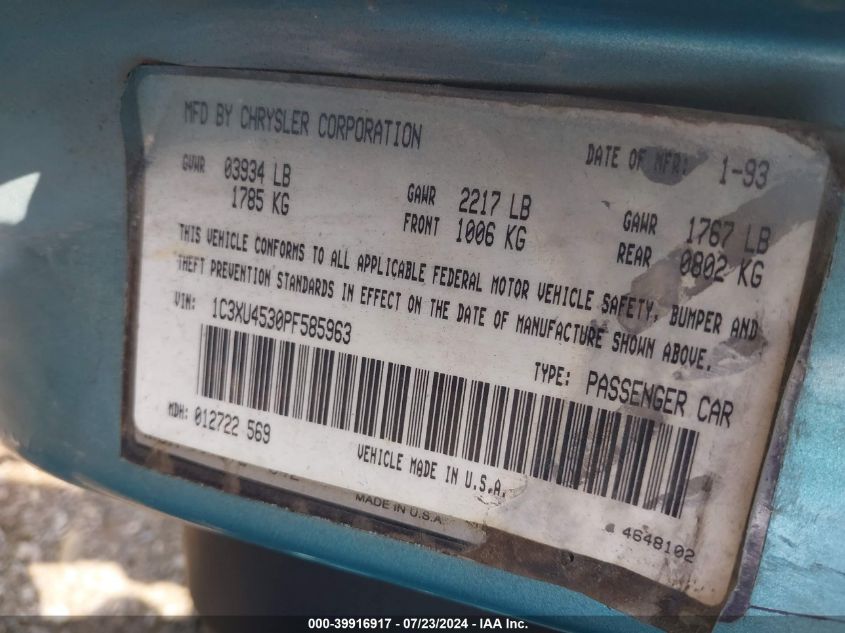 MFD BY CHRYSLER CORPORATION DATE OF MFR: 1-93
GVWR 03934 LB GAWR 2217 LB GAWR 1767 LB
1785 KG FRONT 1006 KG REAR 0802 KG
THIS VEHICLE CONFORMS TO ALL APPLICABLE FEDERAL MOTOR VEHICLE SAFETY, BUMPER AND
THEFT PREVENTION STANDARDS IN EFFECT ON THE DATE OF MANUFACTURE SHOWN ABOVE.
VIN: 1C3XU4530PF585963 TYPE: PASSENGER CAR
MDH: 012722 569 VEHICLE MADE IN U.S.A.
4648102
MADE IN U.S.A.
000-39916917 / 07/23/2024 - IAA Inc.